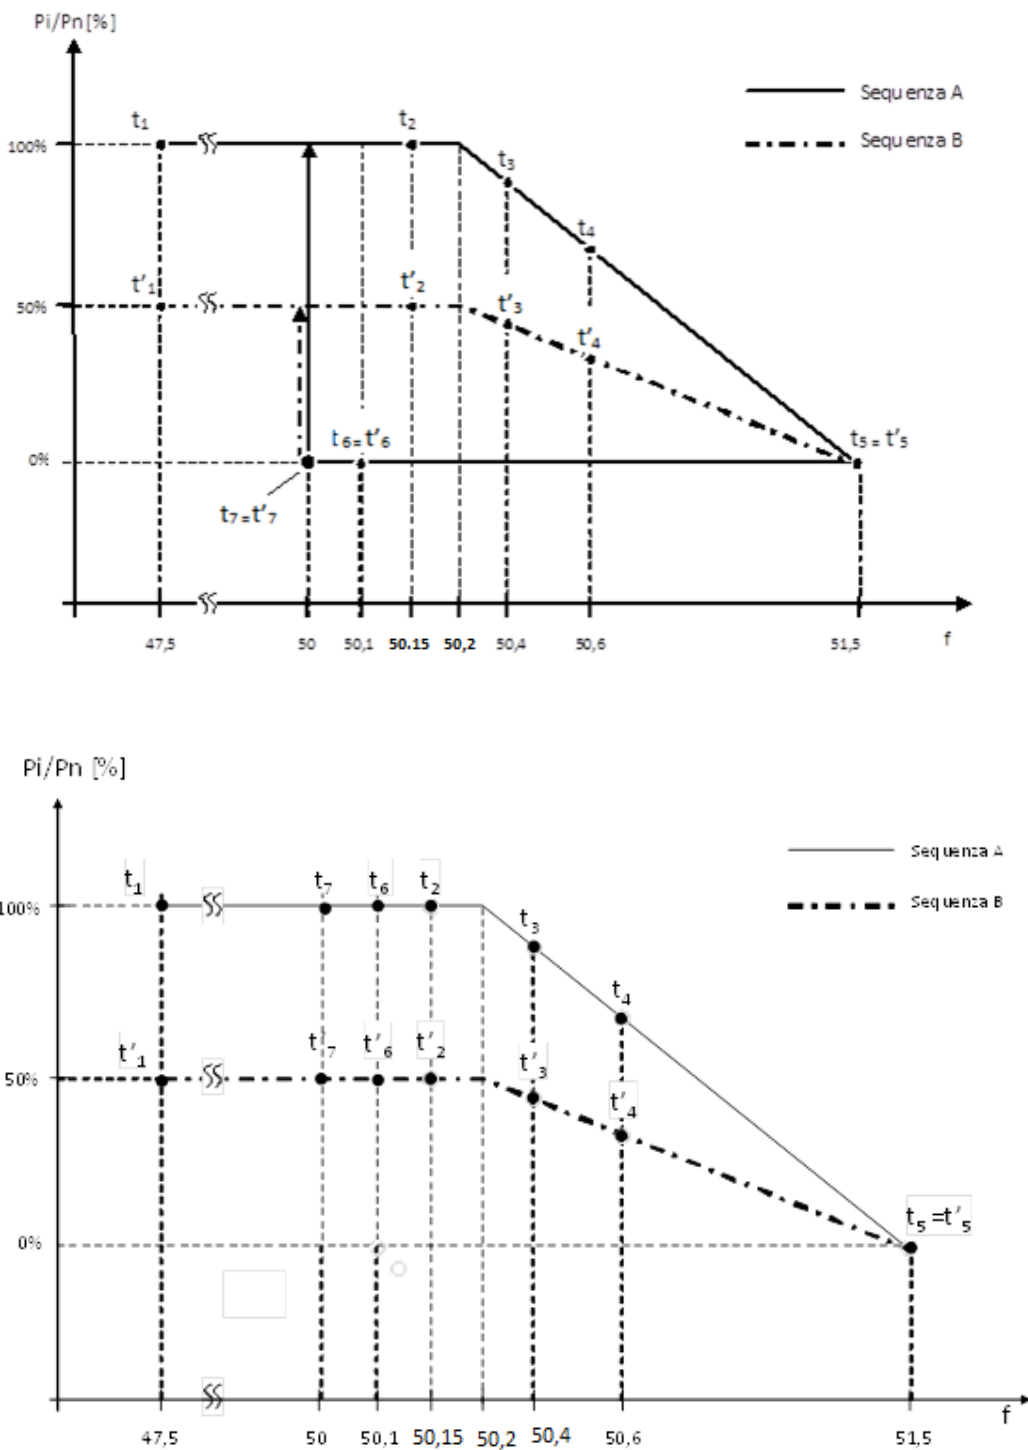 Pi/Pn[%]
Sequenza A
Sequenza B
t₁
t₂
100%
t₃
t₄
t'₁
t'₂
50%
t'₃
t'₄
t₆=t'₆
t₅=t'₅
0%
t₇=t'₇
47,5 50 50,1 50.15 50,2 50,4 50,6 51,5 f
Pi/Pn [%]
Sequenza A
Sequenza B
t₁ t₇ t₆ t₂
100%
t₃
t₄
t'₁ t'₇ t'₆ t'₂
50%
t'₃
t'₄
t₅=t'₅
0%
f
47,5 50 50,1 50,15 50,2 50,4 50,6 51,5